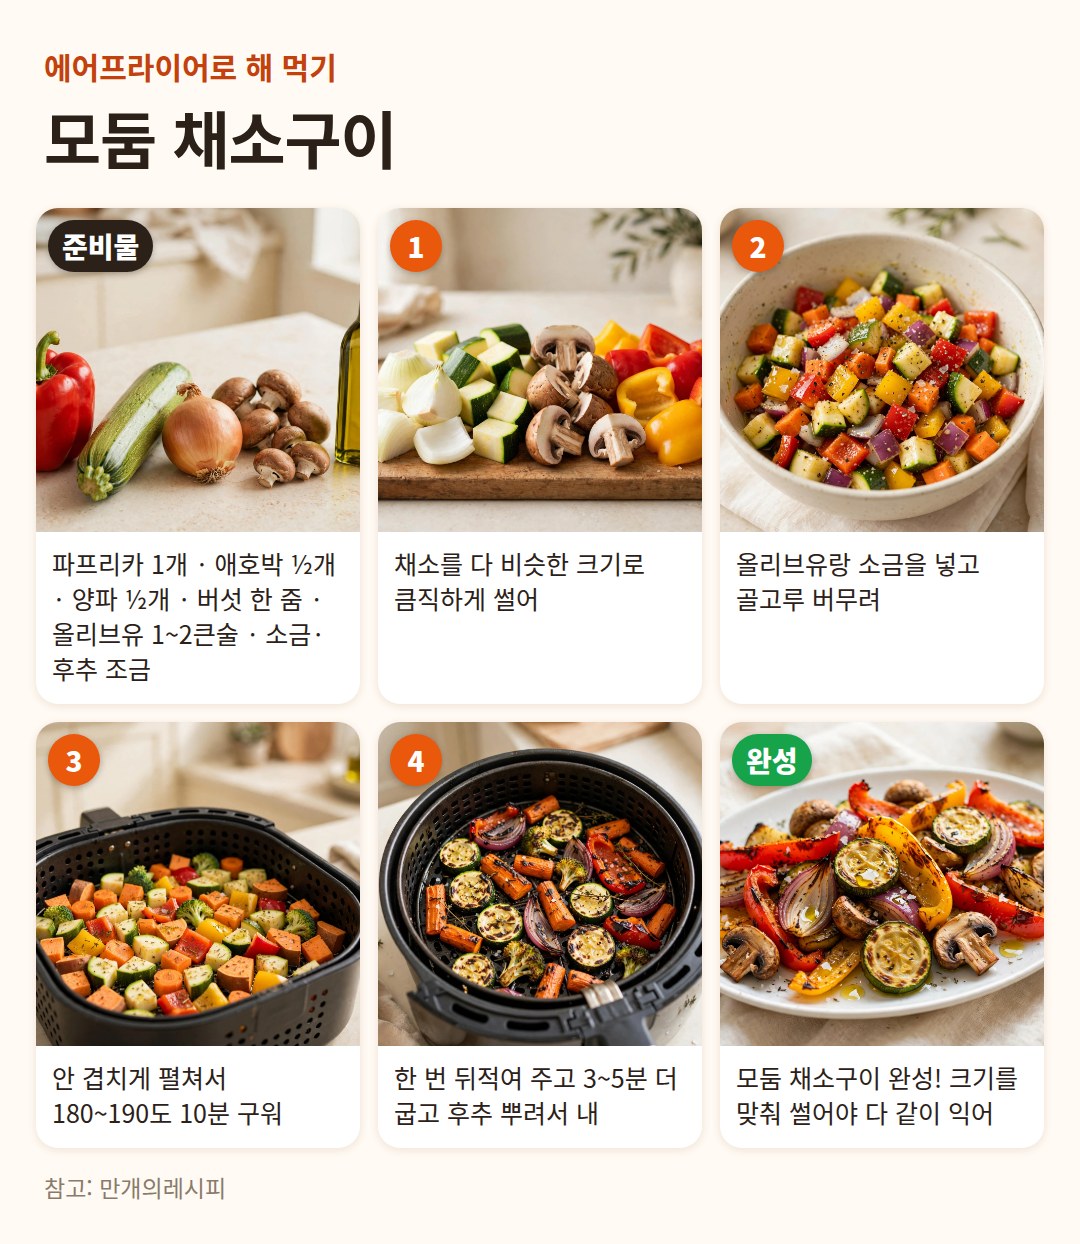 에어프라이어로 해 먹기
모둠 채소구이
준비물
파프리카 1개 · 애호박 ½개
· 양파 ½개 · 버섯 한 줌 ·
올리브유 1~2큰술 · 소금·
후추 조금
1
채소를 다 비슷한 크기로
큼직하게 썰어
2
올리브유랑 소금을 넣고
골고루 버무려
3
안 겹치게 펼쳐서
180~190도 10분 구워
4
한 번 뒤적여 주고 3~5분 더
굽고 후추 뿌려서 내
완성
모둠 채소구이 완성! 크기를
맞춰 썰어야 다 같이 익어
참고: 만개의레시피